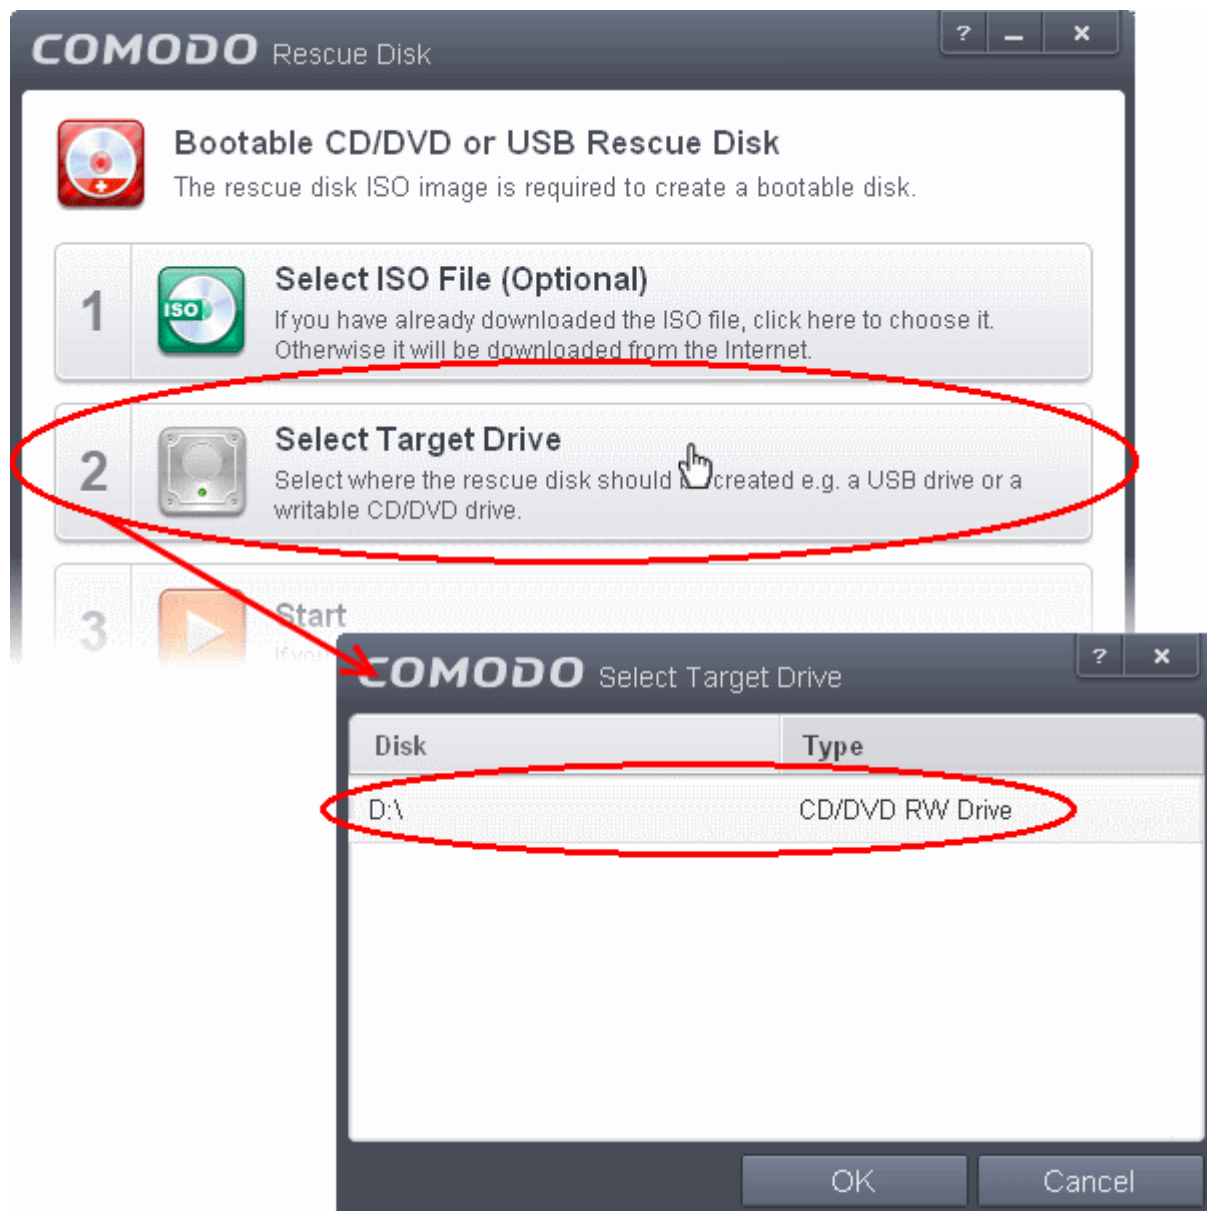 COMODO Rescue Disk
? – ×
Bootable CD/DVD or USB Rescue Disk
The rescue disk ISO image is required to create a bootable disk.
1
ISO
Select ISO File (Optional)
If you have already downloaded the ISO file, click here to choose it.
Otherwise it will be downloaded from the Internet.
2
Select Target Drive
Select where the rescue disk should created e.g. a USB drive or a
writable CD/DVD drive.
3
Start
If you
COMODO Select Target Drive
? ×
Disk Type
D:\ CD/DVD RW Drive
OK Cancel